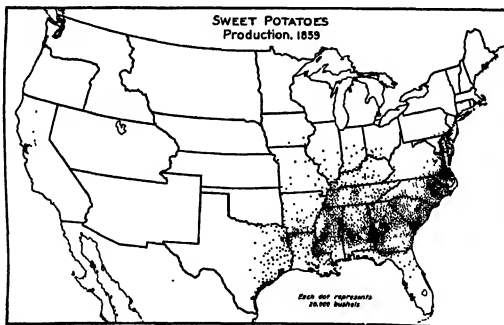 SWEET POTATOES
Production, 1859
Each dot represents
20,000 bushels